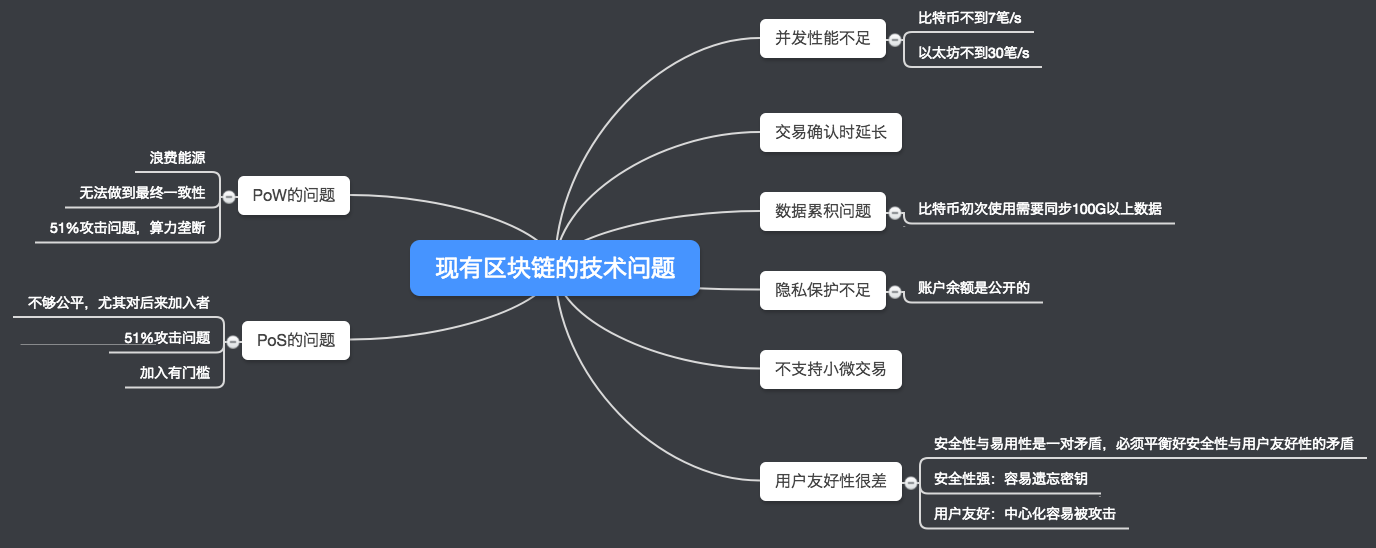 现有区块链的技术问题
并发性能不足
比特币不到7笔/s
以太坊不到30笔/s
交易确认时延长
数据累积问题
比特币初次使用需要同步100G以上数据
隐私保护不足
账户余额是公开的
不支持小微交易
用户友好性很差
安全性与易用性是一对矛盾，必须平衡好安全性与用户友好性的矛盾
安全性强：容易遗忘密钥
用户友好：中心化容易被攻击
PoW的问题
浪费能源
无法做到最终一致性
51%攻击问题，算力垄断
PoS的问题
不够公平，尤其对后来加入者
51%攻击问题
加入有门槛